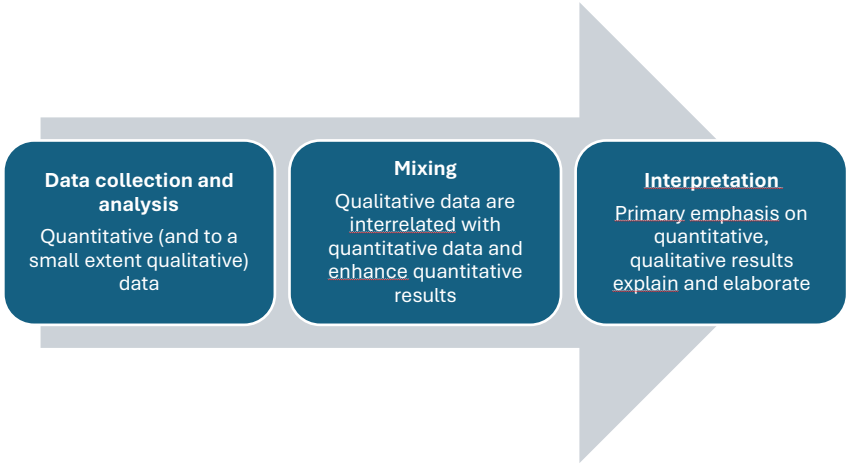 Data collection and
analysis
Quantitative (and to a
small extent qualitative)
data
Mixing
Qualitative data are
interrelated with
quantitative data and
enhance quantitative
results
Interpretation
Primary emphasis on
quantitative,
qualitative results
explain and elaborate